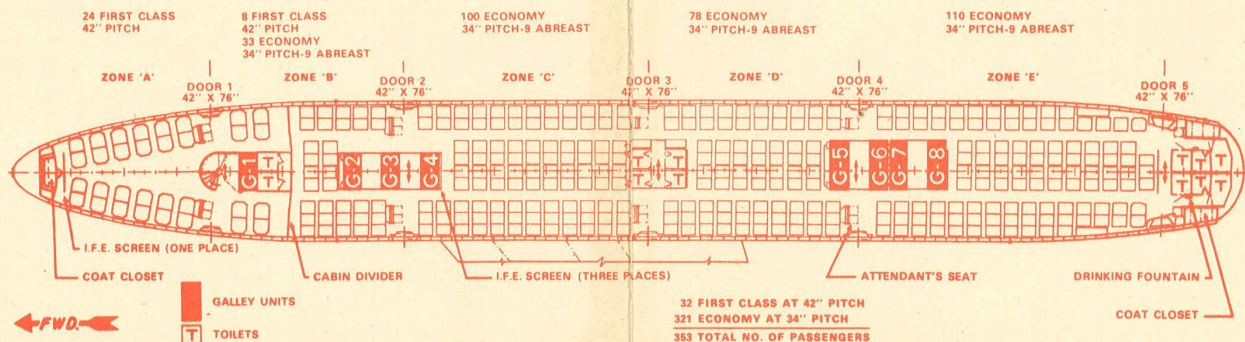 24 FIRST CLASS
42" PITCH
8 FIRST CLASS
42" PITCH
33 ECONOMY
34" PITCH-9 ABREAST
100 ECONOMY
34" PITCH-9 ABREAST
78 ECONOMY
34" PITCH-9 ABREAST
110 ECONOMY
34" PITCH-9 ABREAST
ZONE 'A'
DOOR 1
42" X 76"
ZONE 'B'
DOOR 2
42" X 76"
ZONE 'C'
DOOR 3
42" X 76"
ZONE 'D'
DOOR 4
42" X 76"
ZONE 'E'
DOOR 5
42" X 76"
G-1
T
T
G-2
G-3
G-4
T
T
T
T
G-5
G-6
G-7
G-8
T
T
T
T
T
T
I.F.E. SCREEN (ONE PLACE)
COAT CLOSET
CABIN DIVIDER
I.F.E. SCREEN (THREE PLACES)
ATTENDANT'S SEAT
DRINKING FOUNTAIN
COAT CLOSET
GALLEY UNITS
T TOILETS
FWD.
32 FIRST CLASS AT 42" PITCH
321 ECONOMY AT 34" PITCH
353 TOTAL NO. OF PASSENGERS